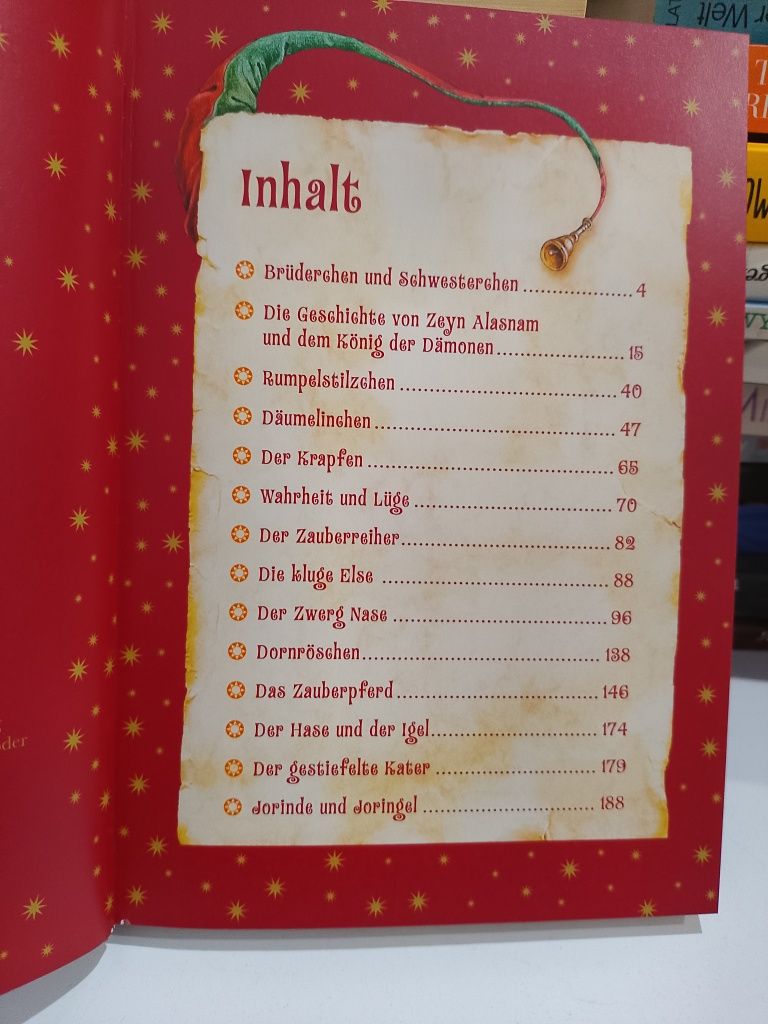 Inhalt
Brüderchen und Schwesterchen ..................... 4
Die Geschichte von Zeyn Alasnam
und dem König der Dämonen......................... 15
Rumpelstilzchen ........................................ 40
Däumelinchen ............................................ 47
Der Krapfen .............................................. 65
Wahrheit und Lüge ..................................... 70
Der Zauberreiher........................................ 82
Die kluge Else .......................................... 88
Der Zwerg Nase ........................................ 96
Dornröschen............................................. 138
Das Zauberpferd....................................... 146
Der Hase und der Igel................................ 174
Der gestiefelte Kater ................................ 179
Jorinde und Joringel ................................. 188
der Welt